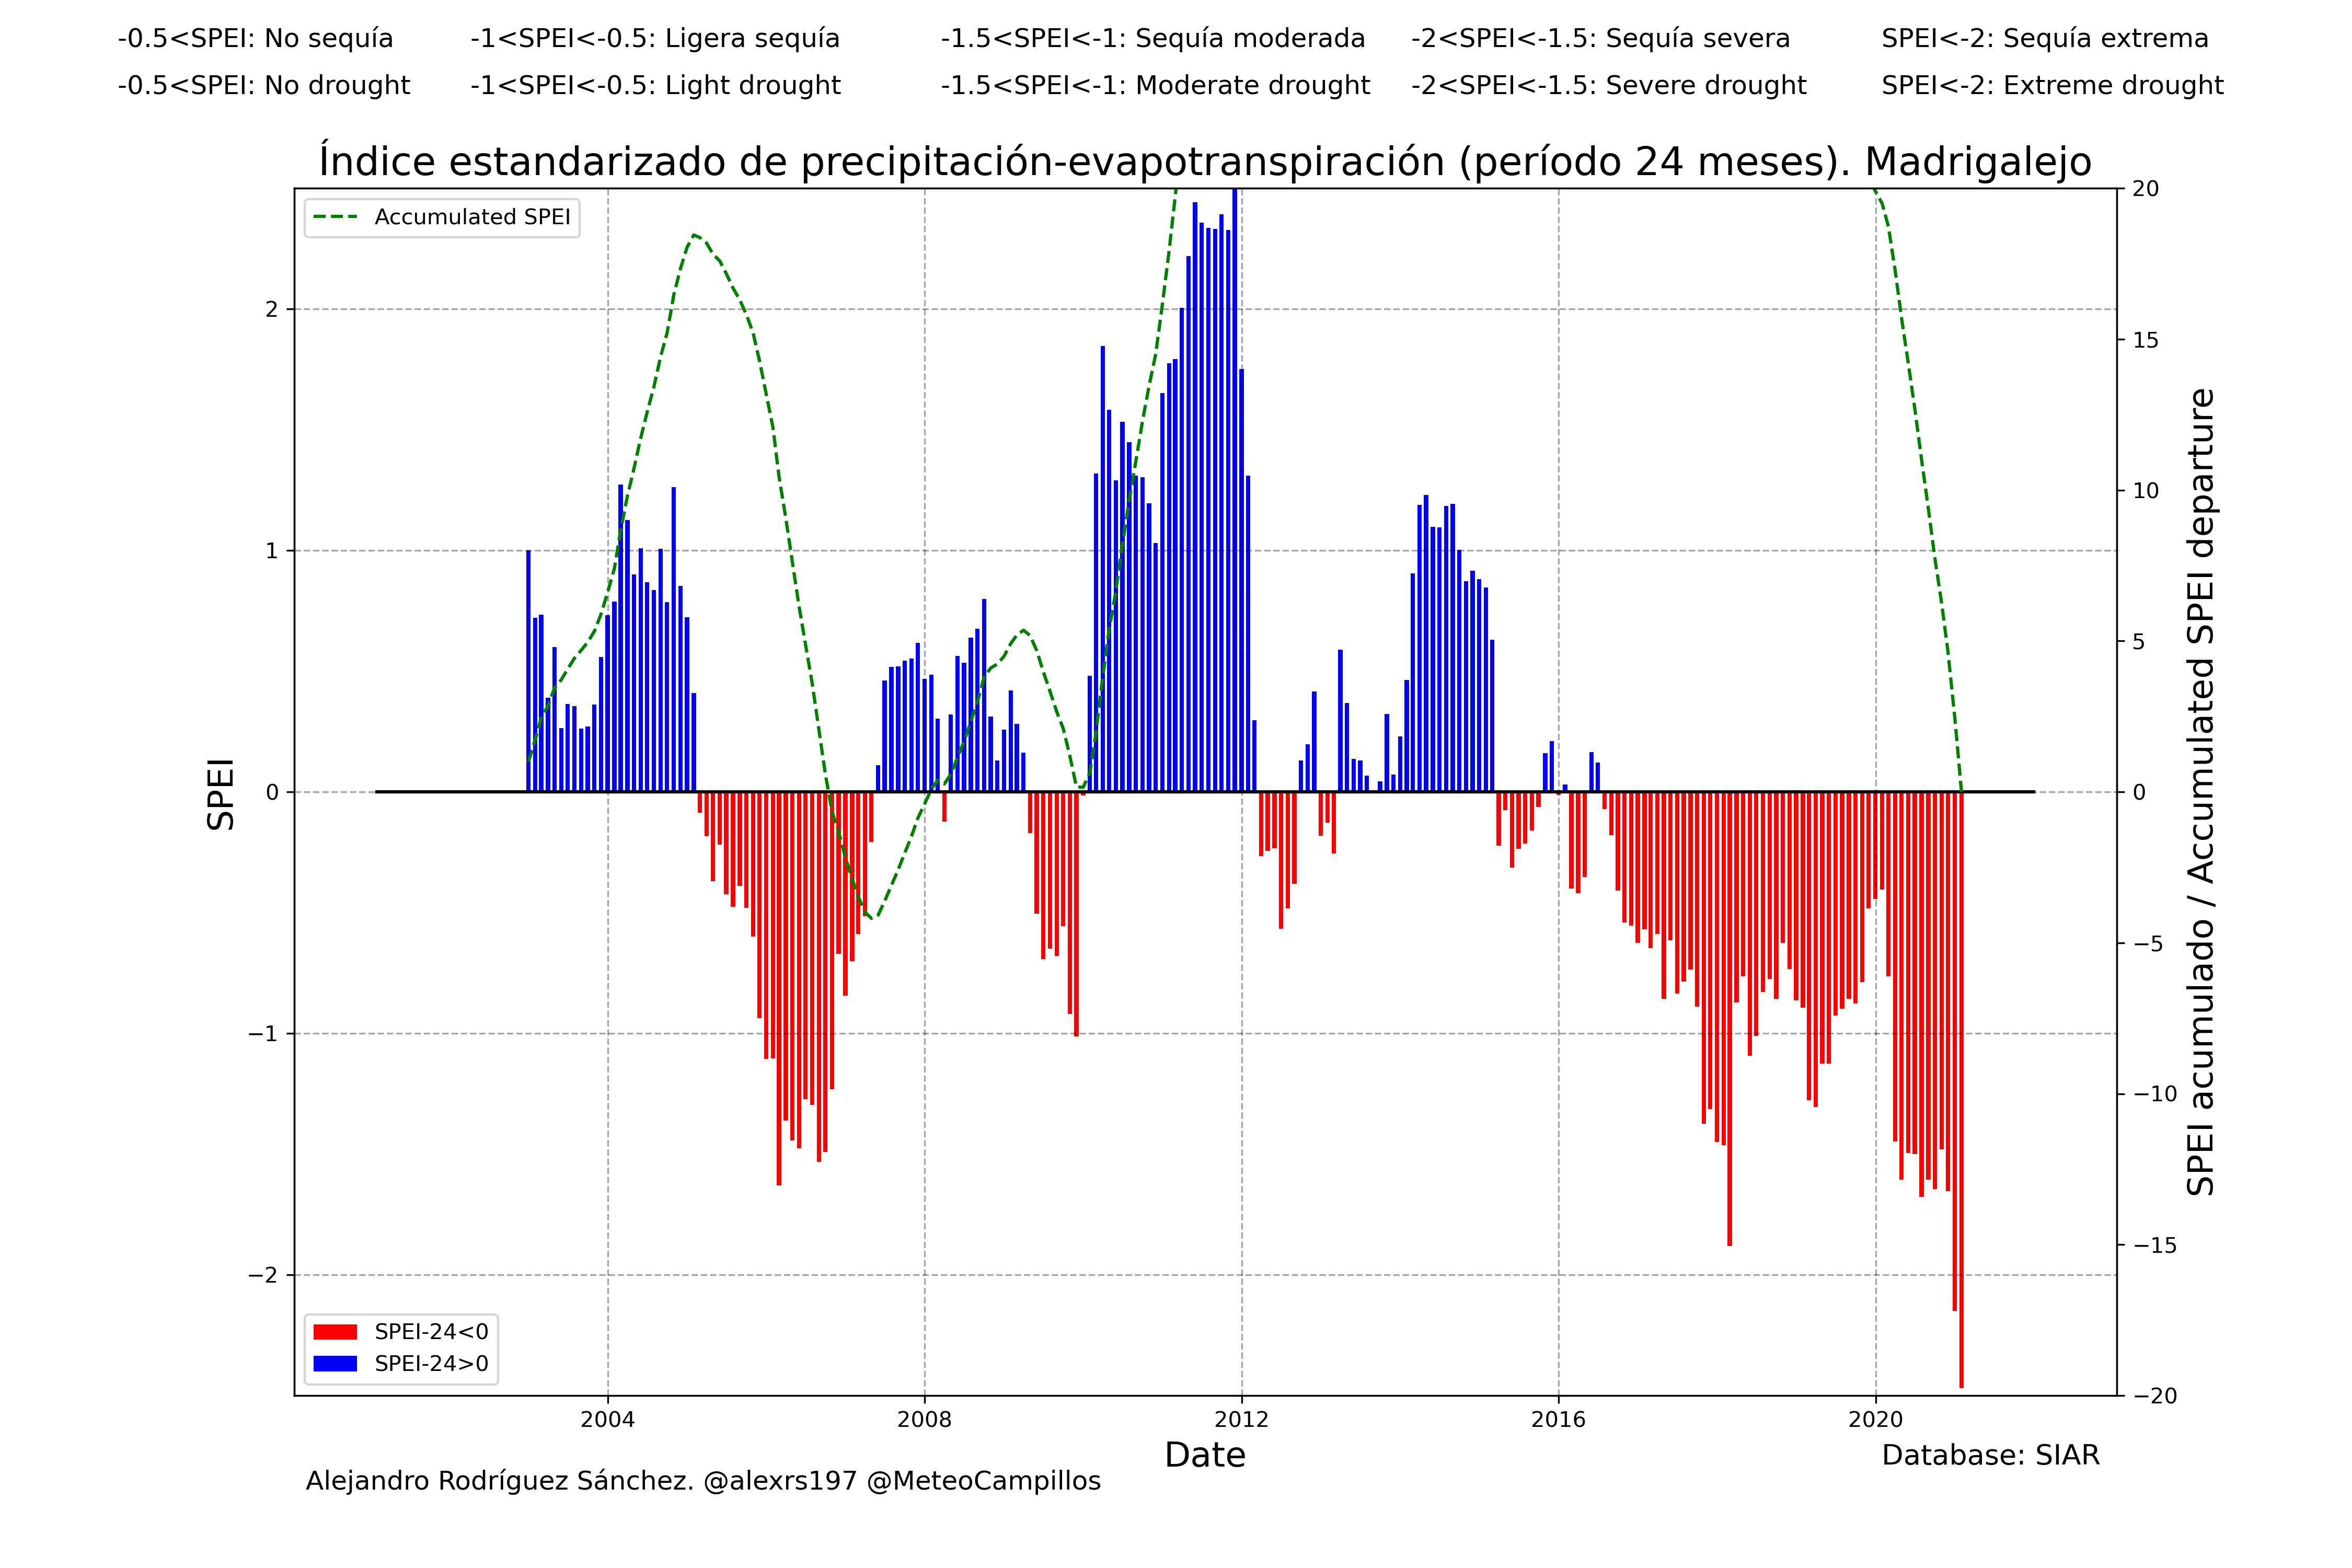 -0.5<SPEI: No sequía -1<SPEI<-0.5: Ligera sequía -1.5<SPEI<-1: Sequía moderada -2<SPEI<-1.5: Sequía severa SPEI<-2: Sequía extrema
-0.5<SPEI: No drought -1<SPEI<-0.5: Light drought -1.5<SPEI<-1: Moderate drought -2<SPEI<-1.5: Severe drought SPEI<-2: Extreme drought
Índice estandarizado de precipitación-evapotranspiración (período 24 meses). Madrigalejo
Accumulated SPEI
SPEI
2
1
0
−1
−2
20
15
10
5
0
−5
−10
−15
−20
SPEI acumulado / Accumulated SPEI departure
SPEI-24<0
SPEI-24>0
2004 2008 2012 2016 2020
Date
Database: SIAR
Alejandro Rodríguez Sánchez. @alexrs197 @MeteoCampillos